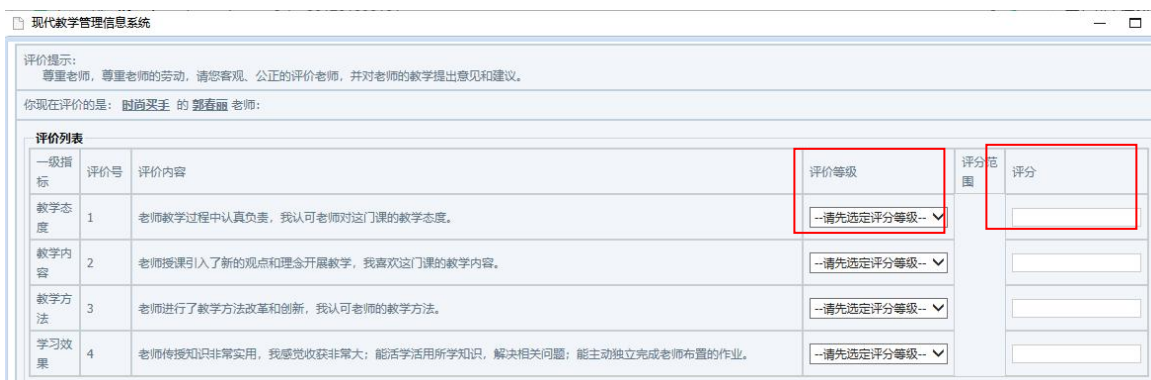 现代教学管理信息系统
评价提示:
尊重老师, 尊重老师的劳动, 请您客观、公正的评价老师, 并对老师的教学提出意见和建议。
你现在评价的是: 时尚买手 的 郭春丽 老师:
评价列表
一级指标 评价号 评价内容 评价等级 评分范围 评分
教学态度 1 老师教学过程中认真负责, 我认可老师对这门课的教学态度。 --请先选定评分等级--
教学内容 2 老师授课引入了新的观点和理念开展教学, 我喜欢这门课的教学内容。 --请先选定评分等级--
教学方法 3 老师进行了教学方法改革和创新, 我认可老师的教学方法。 --请先选定评分等级--
学习效果 4 老师传授知识非常实用, 我感觉收获非常大; 能活学活用所学知识, 解决相关问题; 能主动独立完成老师布置的作业。 --请先选定评分等级--